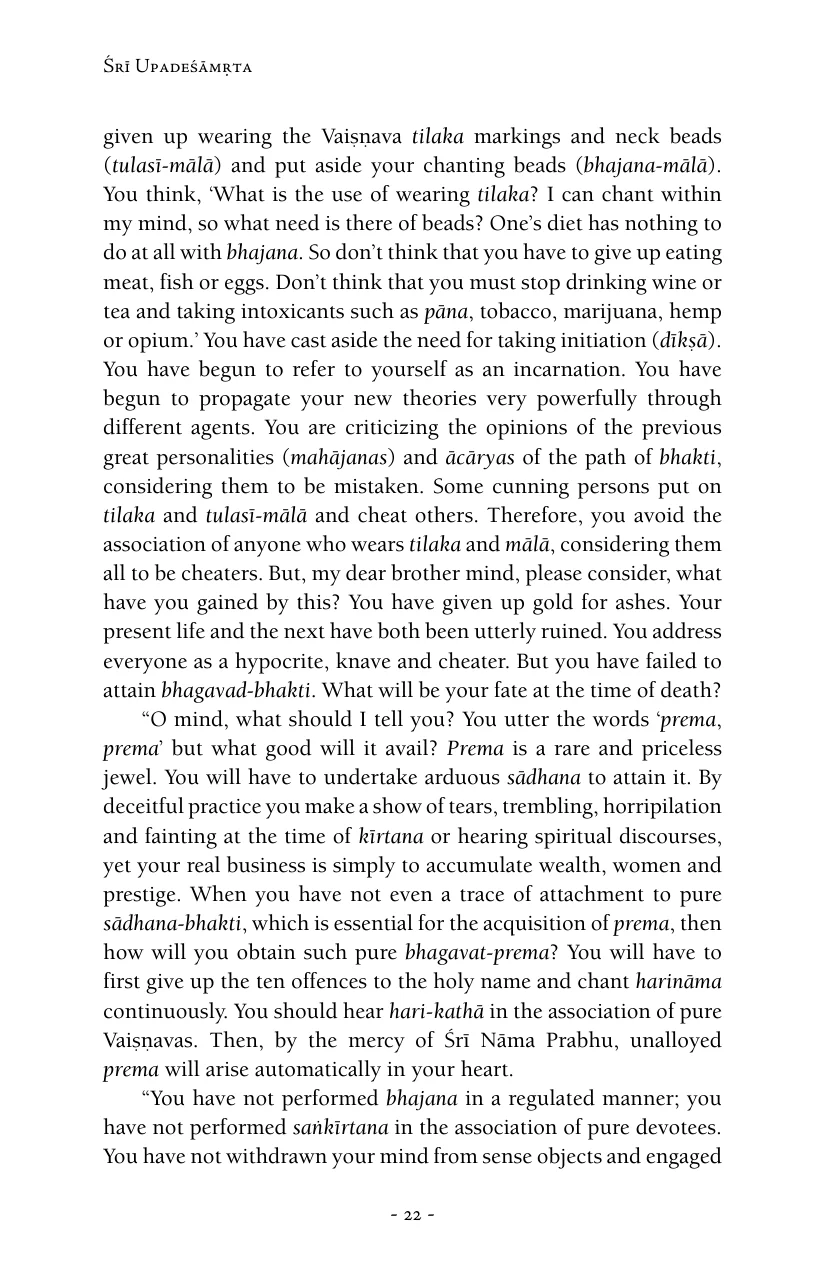 Śrī Upadeśāmṛta
given up wearing the Vaiṣṇava tilaka markings and neck beads
(tulasī-mālā) and put aside your chanting beads (bhajana-mālā).
You think, ‘What is the use of wearing tilaka? I can chant within
my mind, so what need is there of beads? One’s diet has nothing to
do at all with bhajana. So don’t think that you have to give up eating
meat, fish or eggs. Don’t think that you must stop drinking wine or
tea and taking intoxicants such as pāna, tobacco, marijuana, hemp
or opium.’ You have cast aside the need for taking initiation (dīkṣā).
You have begun to refer to yourself as an incarnation. You have
begun to propagate your new theories very powerfully through
different agents. You are criticizing the opinions of the previous
great personalities (mahājanas) and ācāryas of the path of bhakti,
considering them to be mistaken. Some cunning persons put on
tilaka and tulasī-mālā and cheat others. Therefore, you avoid the
association of anyone who wears tilaka and mālā, considering them
all to be cheaters. But, my dear brother mind, please consider, what
have you gained by this? You have given up gold for ashes. Your
present life and the next have both been utterly ruined. You address
everyone as a hypocrite, knave and cheater. But you have failed to
attain bhagavad-bhakti. What will be your fate at the time of death?
“O mind, what should I tell you? You utter the words ‘prema,
prema’ but what good will it avail? Prema is a rare and priceless
jewel. You will have to undertake arduous sādhana to attain it. By
deceitful practice you make a show of tears, trembling, horripilation
and fainting at the time of kīrtana or hearing spiritual discourses,
yet your real business is simply to accumulate wealth, women and
prestige. When you have not even a trace of attachment to pure
sādhana-bhakti, which is essential for the acquisition of prema, then
how will you obtain such pure bhagavat-prema? You will have to
first give up the ten offences to the holy name and chant harināma
continuously. You should hear hari-kathā in the association of pure
Vaiṣṇavas. Then, by the mercy of Śrī Nāma Prabhu, unalloyed
prema will arise automatically in your heart.
“You have not performed bhajana in a regulated manner; you
have not performed saṅkīrtana in the association of pure devotees.
You have not withdrawn your mind from sense objects and engaged
- 22 -